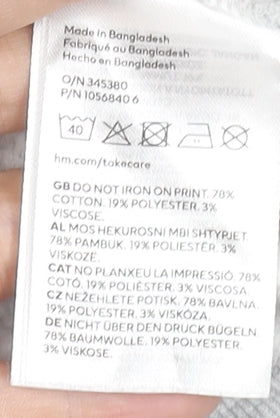 Made in Bangladesh
Fabriqué au Bangladesh
Hecho en Bangladesh
O/N 345380
P/N 1056840 6
40
hm.com/takecare
GB DO NOT IRON ON PRINT. 78%
COTTON. 19% POLYESTER. 3%
VISCOSE.
AL MOS HEKUROSNI MBI SHTYPJET.
78% PAMBUK. 19% POLIESTËR. 3%
VISKOZË.
CAT NO PLANXEU LA IMPRESSIÓ. 78%
COTÓ. 19% POLIÈSTER. 3% VISCOSA
CZ NEŽEHLETE POTISK. 78% BAVLNA.
19% POLYESTER. 3% VISKÓZA.
DE NICHT ÜBER DEN DRUCK BÜGELN.
78% BAUMWOLLE. 19% POLYESTER.
3% VISKOSE.